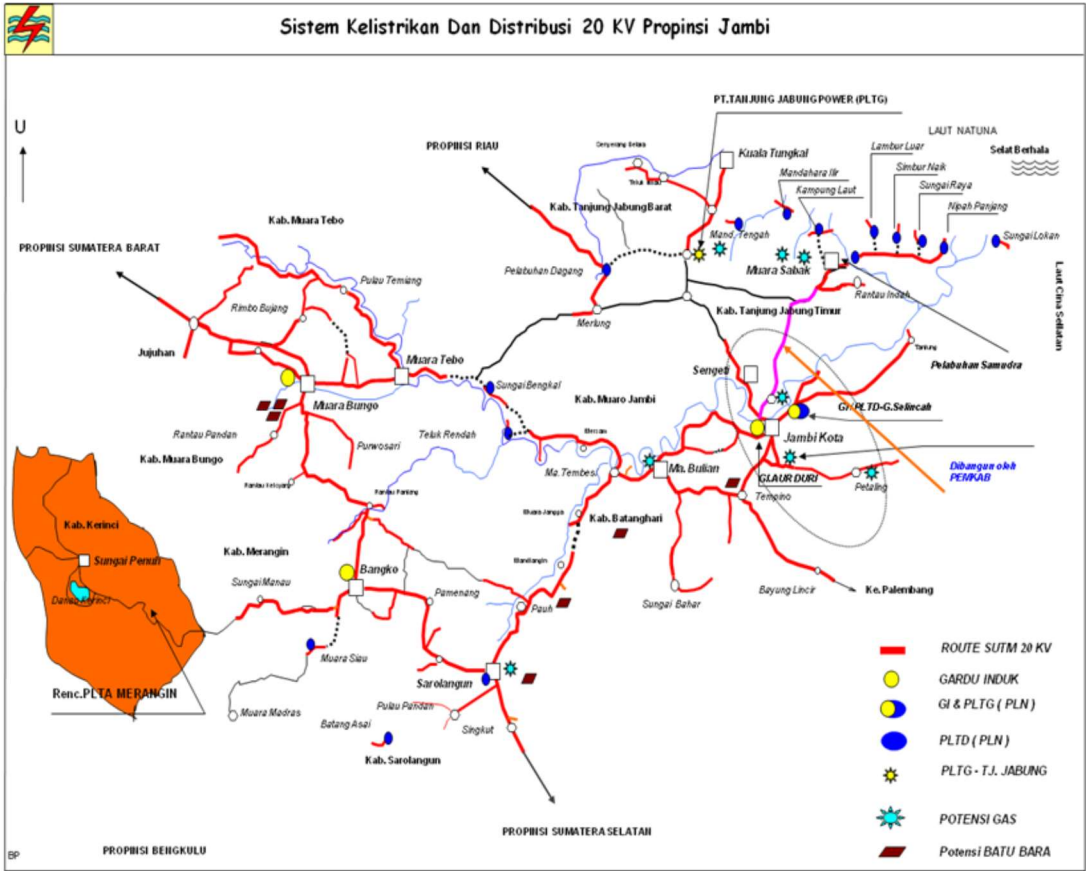 Sistem Kelistrikan Dan Distribusi 20 KV Propinsi Jambi
PT.TANJUNG JABUNG POWER (PLTG)
U
LAUT NATUNA
Lambur Luar
Selat Berhala
PROPINSI RIAU
Kuala Tungkal
Simbur Naik
Mandahara Ilir
Kampung Laut
Sungai Raya
Nipah Panjang
Kab. Tanjung Jabung Barat
Kab. Muara Tebo
Mand. Tengah
Sungai Lokan
PROPINSI SUMATERA BARAT
Pelabuhan Dagang
Muara Sabak
Pulau Temiang
Rantau Indah
Laut Cina Sellatan
Rimbo Bujang
Kab. Tanjung Jabung Timur
Merlung
Jujuhan
Muara Tebo
Pelabuhan Samudra
Sengeti
Sungai Bengkal
Muara Bungo
Kab. Muaro Jambi
GI / PLTD-G.Selincah
Rantau Pandan
Purwosari
Teluk Rendah
Jambi Kota
Kab. Muara Bungo
Ma. Tembesi
Ma. Bulian
GI.AUR DURI
Dibangun oleh
PEMKAB
Petaling
Tempino
Muara Jangga
Kab. Batanghari
Kab. Kerinci
Kab. Merangin
Sungai Penuh
Bangko
Sungai Manau
Danau Kerinci
Pamenang
Pauh
Sungai Bahar
Bayung Lincir
Ke. Palembang
Muara Siau
Renc.PLTA MERANGIN
Sarolangun
Muara Madras
Pulau Pandan
Batang Asai
Singkut
Kab. Sarolangun
ROUTE SUTM 20 KV
GARDU INDUK
GI & PLTG ( PLN )
PLTD ( PLN )
PLTG - TJ. JABUNG
POTENSI GAS
Potensi BATU BARA
PROPINSI SUMATERA SELATAN
PROPINSI BENGKULU
BP